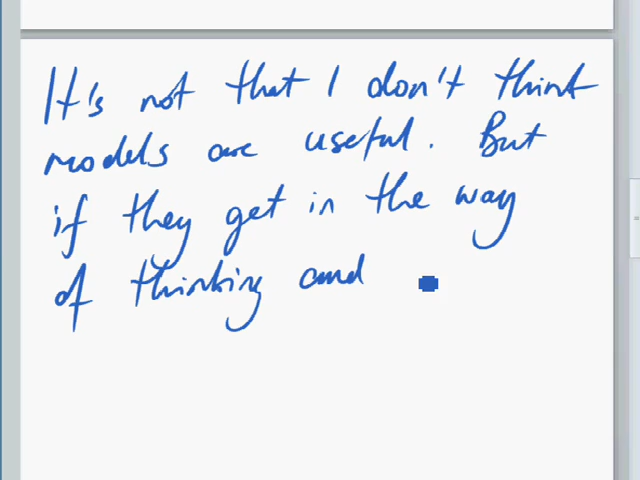 It's not that I don't think
models are useful. But
if they get in the way
of thinking and